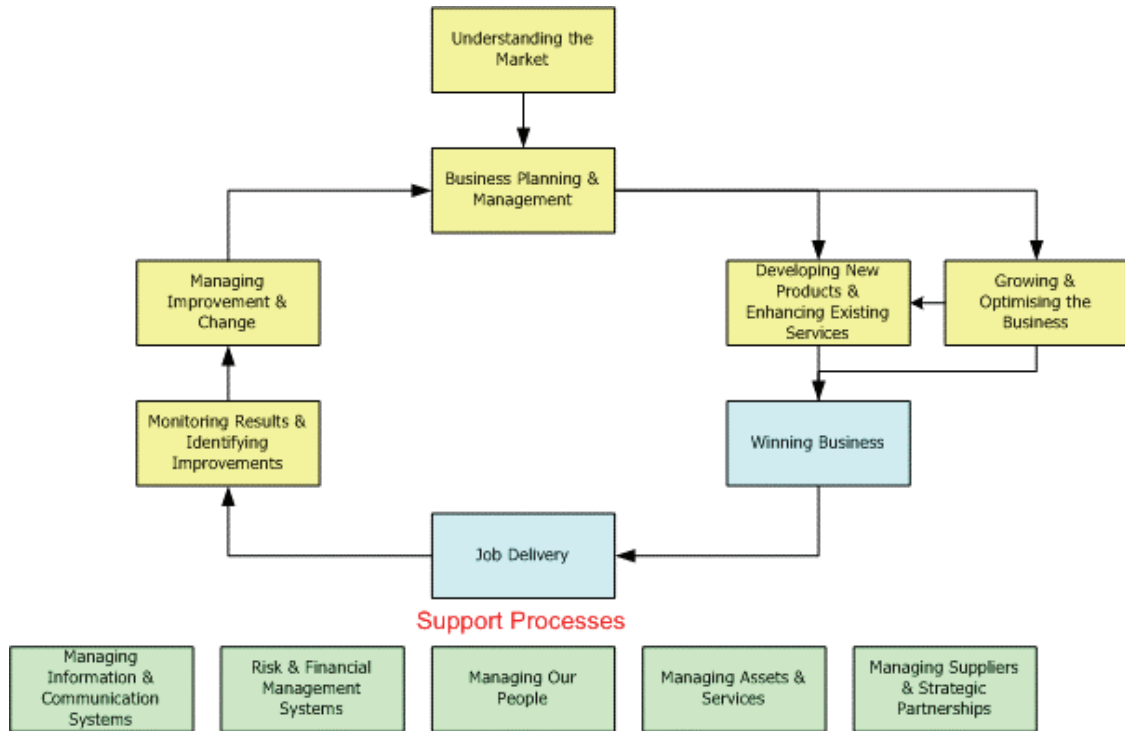 Understanding the
Market
Business Planning &
Management
Managing
Improvement &
Change
Developing New
Products &
Enhancing Existing
Services
Growing &
Optimising the
Business
Monitoring Results &
Identifying
Improvements
Winning Business
Job Delivery
Support Processes
Managing
Information &
Communication
Systems
Risk & Financial
Management
Systems
Managing Our
People
Managing Assets &
Services
Managing Suppliers
& Strategic
Partnerships